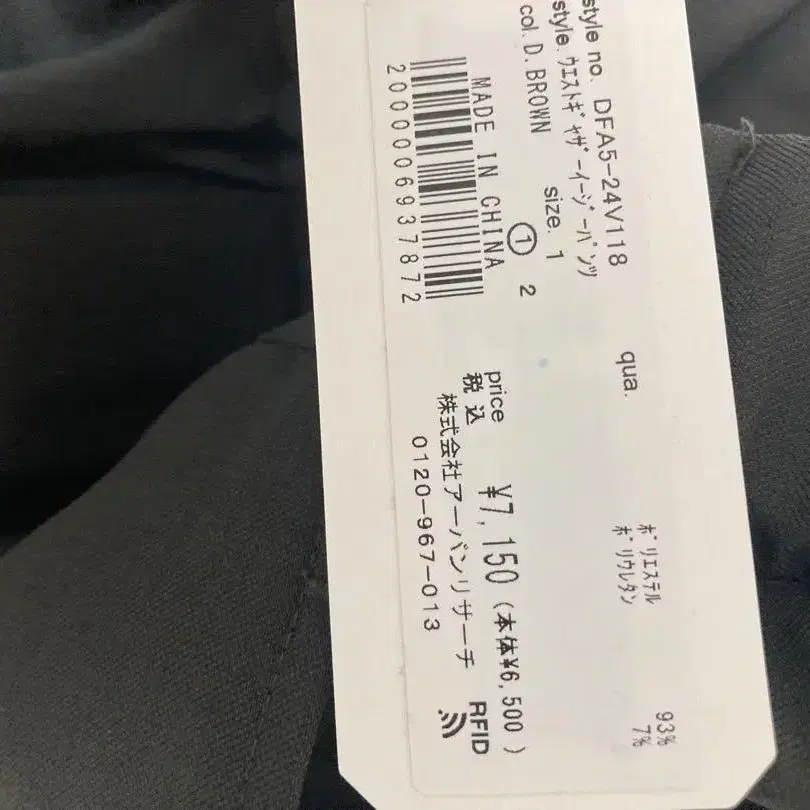 style no. DFA5-24V118
style. ｳｴｽﾄｷﾞｬｻﾞｰｲｰｼﾞｰﾊﾟﾝﾂ
col. D.BROWN size. 1
① 2
MADE IN CHINA
2000006937872
qua.
ﾎﾟﾘｴｽﾃﾙ 93%
ﾎﾟﾘｳﾚﾀﾝ 7%
price
税込 ¥7,150 (本体¥6,500)
株式会社アーバンリサーチ
0120-967-013
RFID